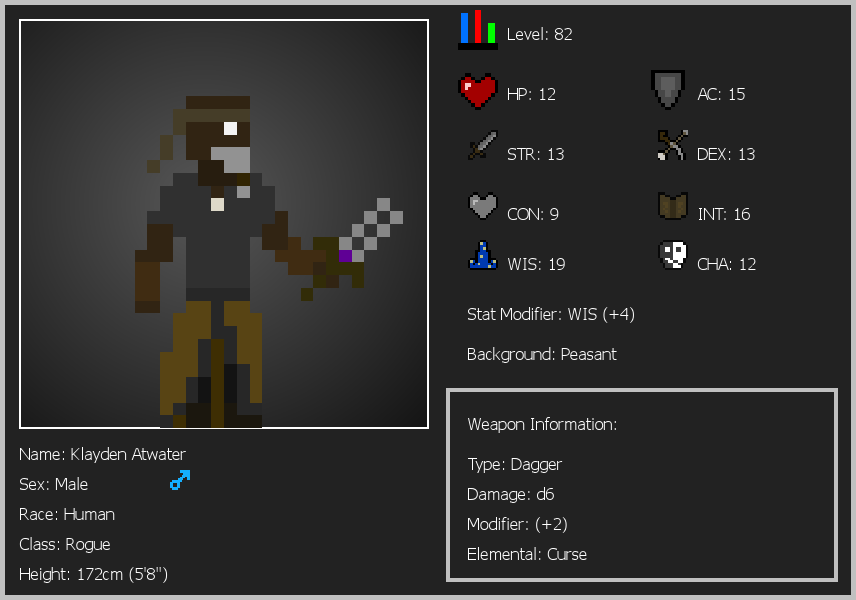 Level: 82
HP: 12
AC: 15
STR: 13
DEX: 13
CON: 9
INT: 16
WIS: 19
CHA: 12
Stat Modifier: WIS (+4)
Background: Peasant
Weapon Information:
Type: Dagger
Damage: d6
Modifier: (+2)
Elemental: Curse
Name: Klayden Atwater
Sex: Male
Race: Human
Class: Rogue
Height: 172cm (5'8")